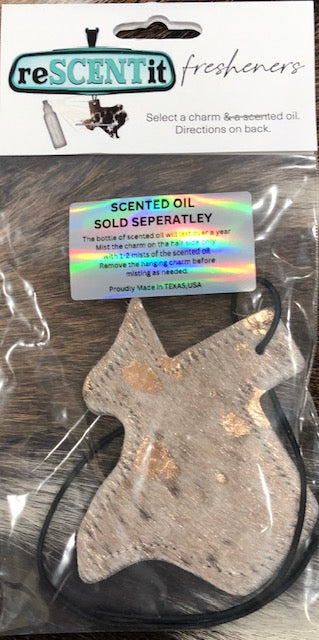 reSCENTit fresheners
Select a charm & a scented oil.
Directions on back.
SCENTED OIL
SOLD SEPERATLEY
The bottle of scented oil will last over a year
Mist the charm on the hair side only
with 1-2 mists of the scented oil
Remove the hanging charm before
misting as needed.
Proudly Made in TEXAS,USA